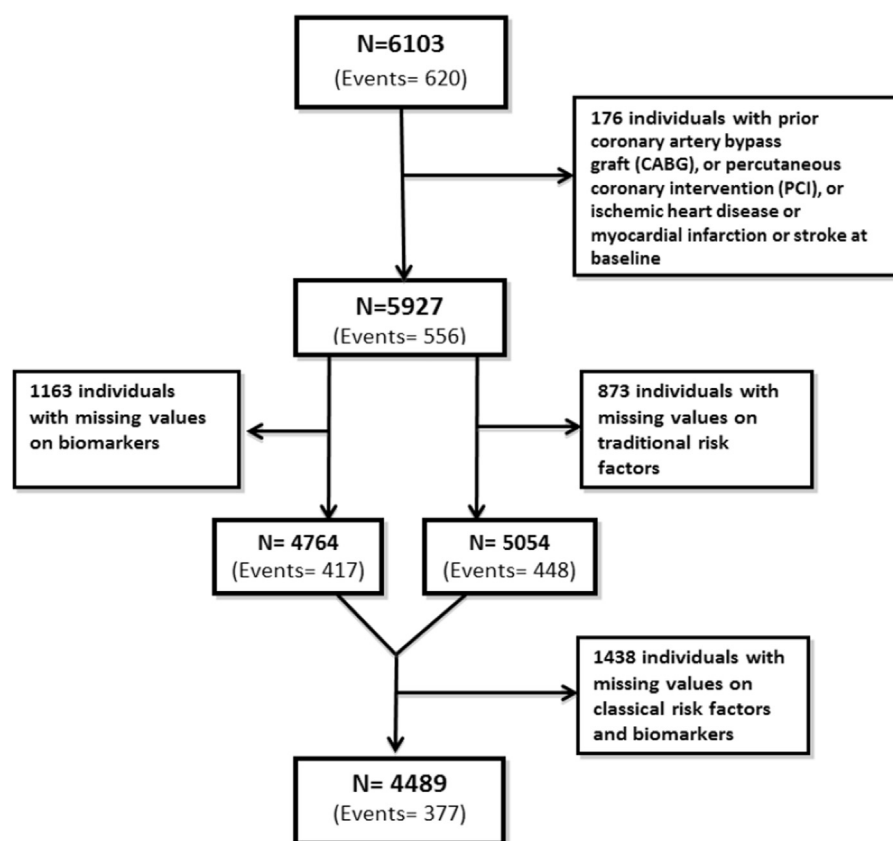 N=6103
(Events= 620)
176 individuals with prior
coronary artery bypass
graft (CABG), or percutaneous
coronary intervention (PCI), or
ischemic heart disease or
myocardial infarction or stroke at
baseline
N=5927
(Events= 556)
1163 individuals
with missing values
on biomarkers
873 individuals with
missing values on
traditional risk
factors
N= 4764
(Events= 417)
N= 5054
(Events= 448)
1438 individuals with
missing values on
classical risk factors
and biomarkers
N= 4489
(Events= 377)